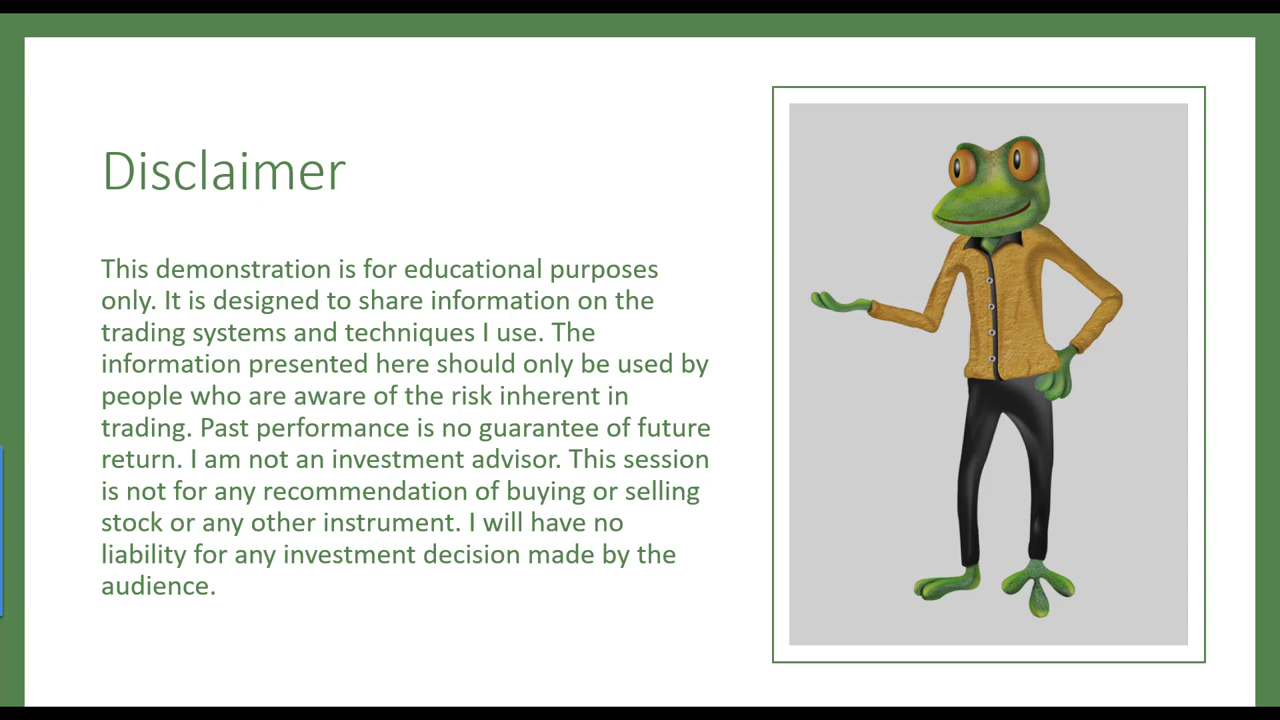 Disclaimer
This demonstration is for educational purposes
only. It is designed to share information on the
trading systems and techniques I use. The
information presented here should only be used by
people who are aware of the risk inherent in
trading. Past performance is no guarantee of future
return. I am not an investment advisor. This session
is not for any recommendation of buying or selling
stock or any other instrument. I will have no
liability for any investment decision made by the
audience.